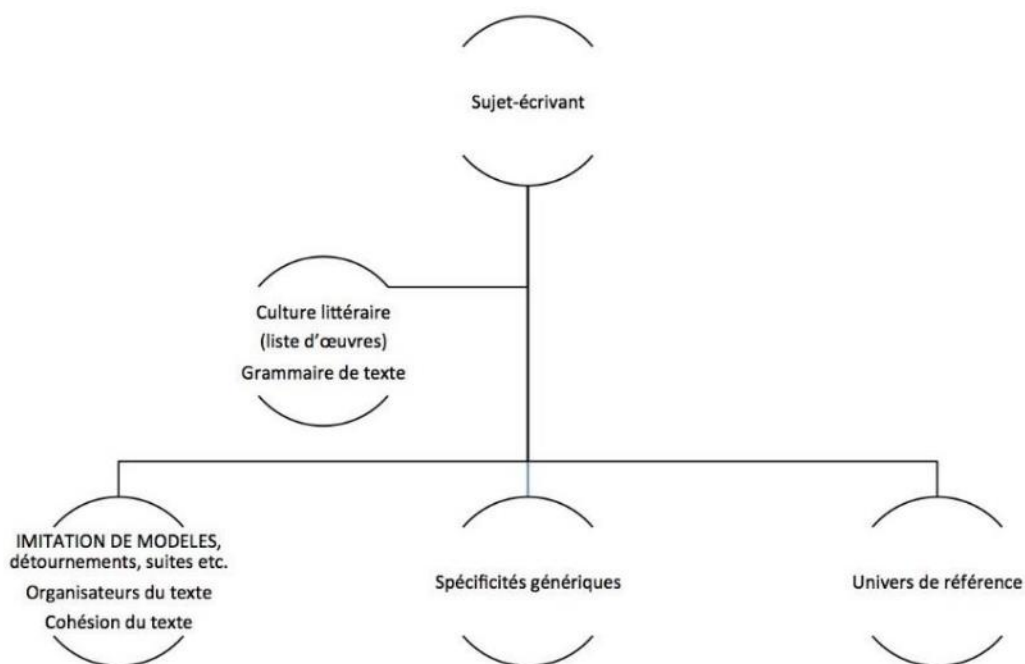 Sujet-écrivant
Culture littéraire
(liste d'œuvres)
Grammaire de texte
IMITATION DE MODELES,
détournements, suites etc.
Organisateurs du texte
Cohésion du texte
Spécificités génériques
Univers de référence